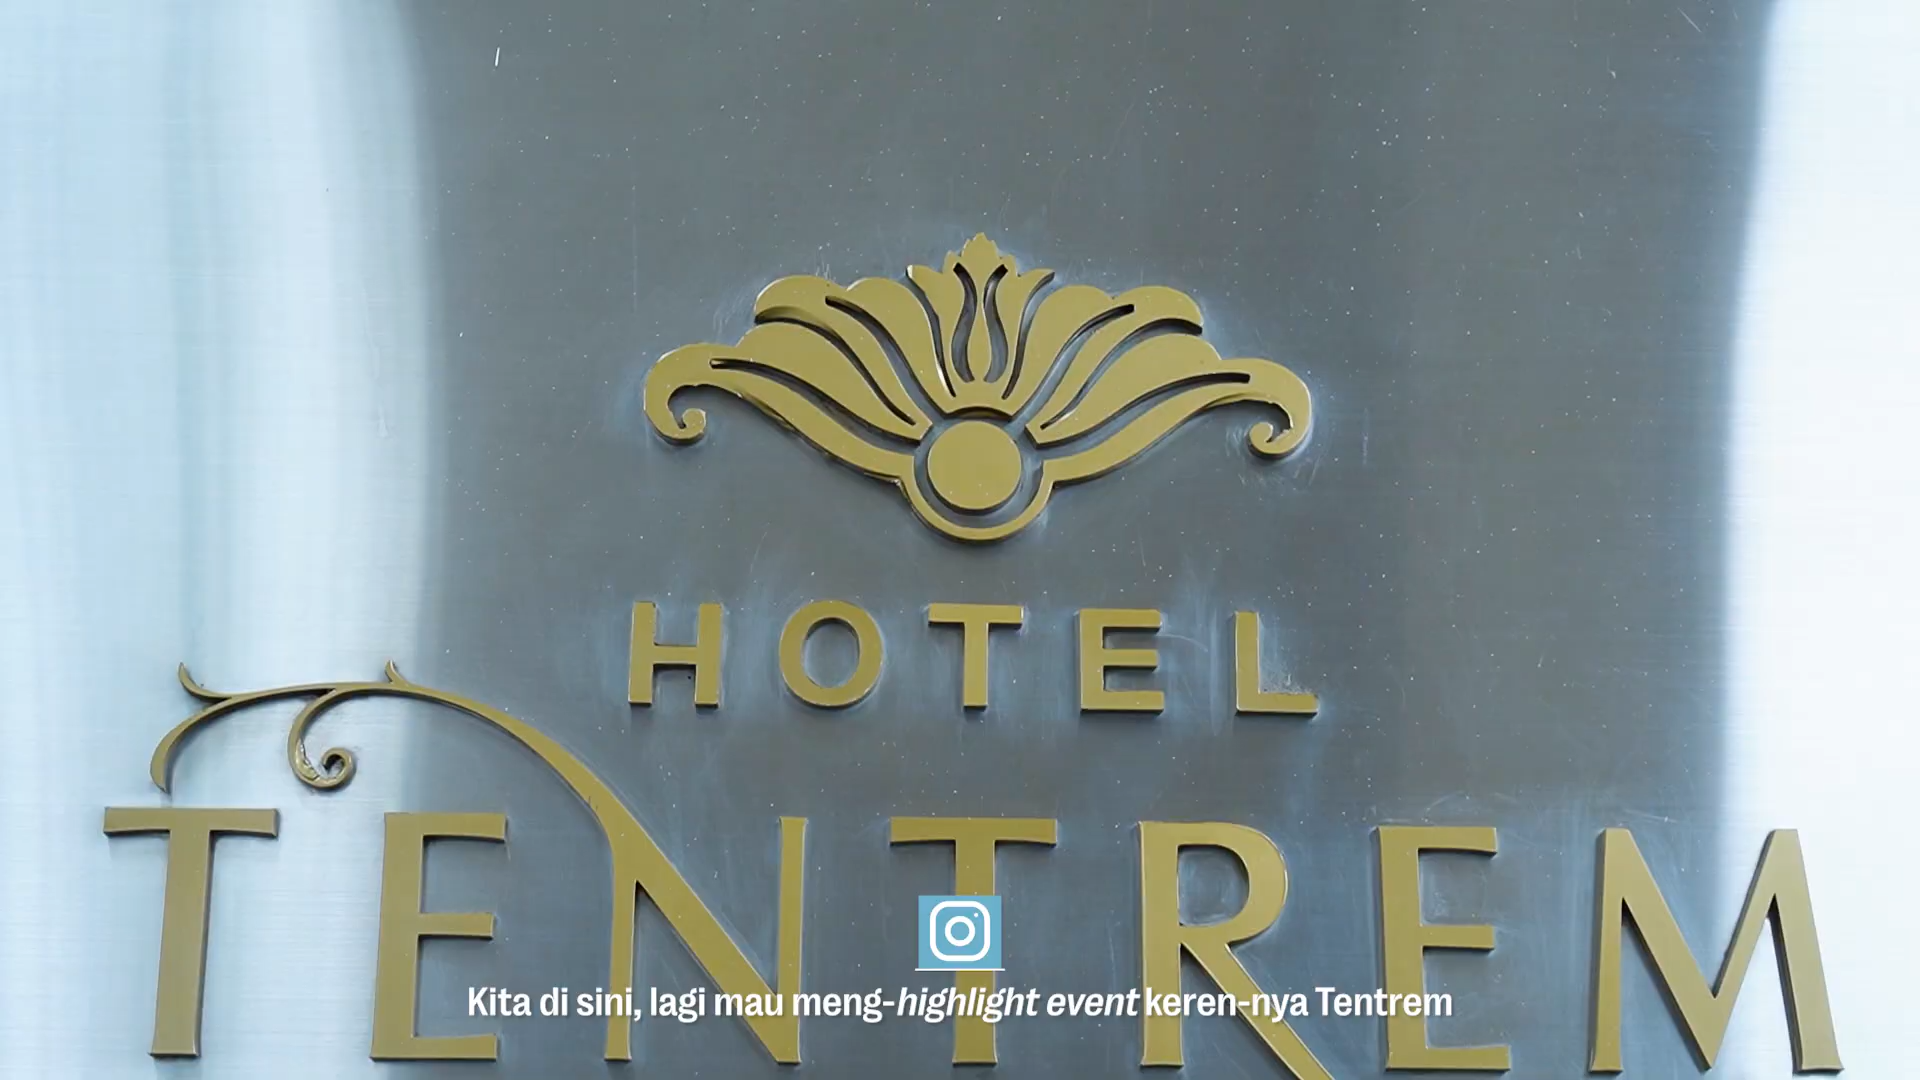 HOTEL
TENTREM
Kita di sini, lagi mau meng-highlight event keren-nya Tentrem